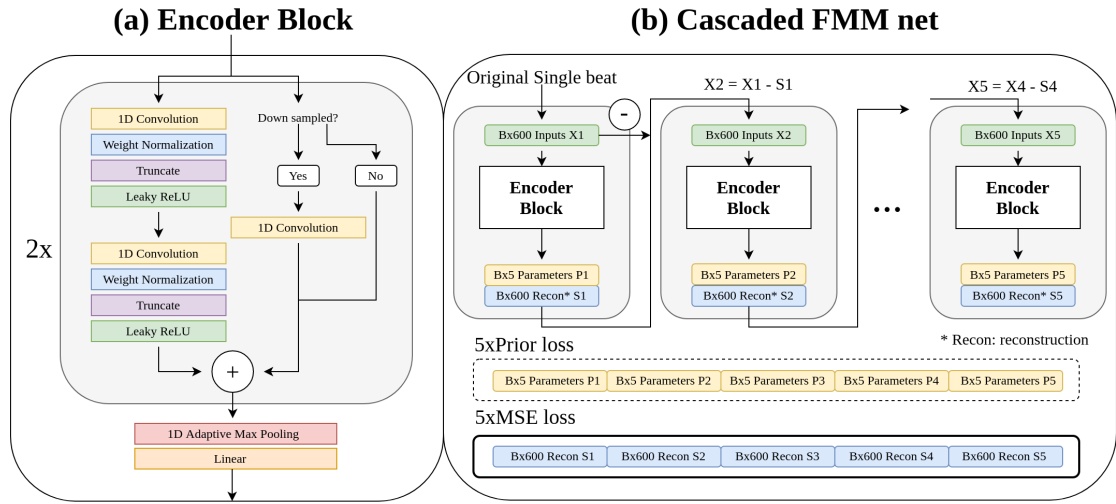 (a) Encoder Block
1D Convolution
Weight Normalization
Truncate
Leaky ReLU
1D Convolution
Weight Normalization
Truncate
Leaky ReLU
Down sampled?
Yes
No
1D Convolution
2x
+
1D Adaptive Max Pooling
Linear
(b) Cascaded FMM net
Original Single beat
-
Bx600 Inputs X1
Encoder
Block
Bx5 Parameters P1
Bx600 Recon* S1
X2 = X1 - S1
Bx600 Inputs X2
Encoder
Block
Bx5 Parameters P2
Bx600 Recon* S2
...
X5 = X4 - S4
Bx600 Inputs X5
Encoder
Block
Bx5 Parameters P5
Bx600 Recon* S5
* Recon: reconstruction
5xPrior loss
Bx5 Parameters P1 Bx5 Parameters P2 Bx5 Parameters P3 Bx5 Parameters P4 Bx5 Parameters P5
5xMSE loss
Bx600 Recon S1 Bx600 Recon S2 Bx600 Recon S3 Bx600 Recon S4 Bx600 Recon S5